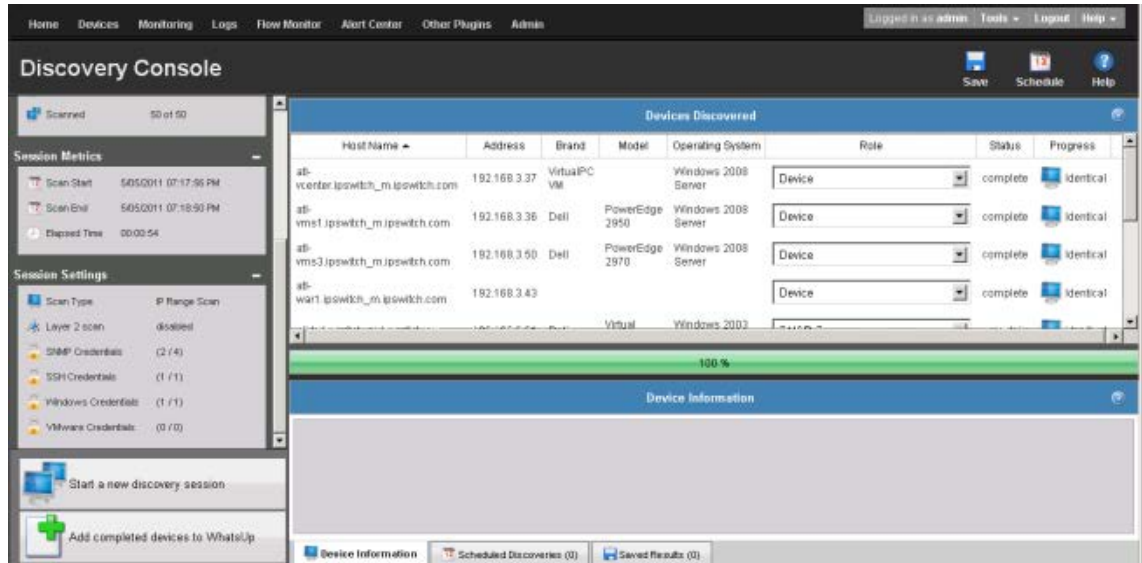 Home Devices Monitoring Logs Flow Monitor Alert Center Other Plugins Admin
Logged in as admin Tools Logout Help
Discovery Console
Save Schedule Help
Scanned 50 of 50
Session Metrics
Scan Start 5/05/2011 07:17:56 PM
Scan End 5/05/2011 07:18:50 PM
Elapsed Time 00:00:54
Session Settings
Scan Type IP Range Scan
Layer 2 scan disabled
SNMP Credentials (2 / 4)
SSH Credentials (1 / 1)
Windows Credentials (1 / 1)
VMware Credentials (0 / 0)
Start a new discovery session
Add completed devices to WhatsUp
Devices Discovered
Host Name Address Brand Model Operating System Role Status Progress
atl-vcenter.ipswitch_m.ipswitch.com 192.168.3.37 VirtualPC VM Windows 2008 Server Device complete Identical
atl-vms1.ipswitch_m.ipswitch.com 192.168.3.36 Dell PowerEdge 2950 Windows 2008 Server Device complete Identical
atl-vms3.ipswitch_m.ipswitch.com 192.168.3.50 Dell PowerEdge 2970 Windows 2008 Server Device complete Identical
atl-war1.ipswitch_m.ipswitch.com 192.168.3.43 Device complete Identical
Virtual Windows 2003
100 %
Device Information
Device Information Scheduled Discoveries (0) Saved Results (0)